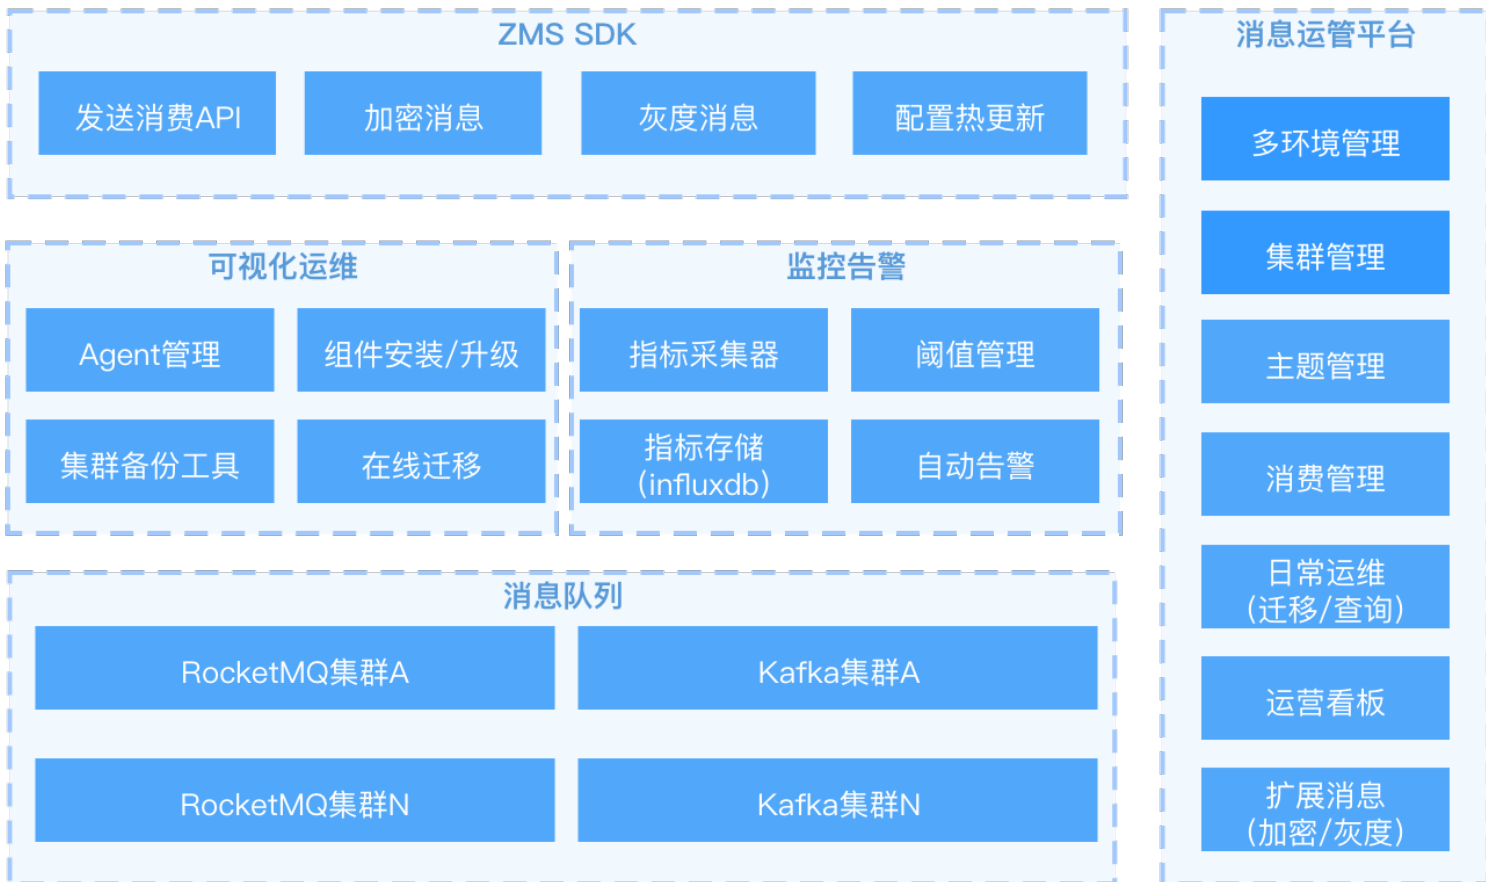 ZMS SDK
发送消费API
加密消息
灰度消息
配置热更新
可视化运维
Agent管理
组件安装/升级
集群备份工具
在线迁移
监控告警
指标采集器
阈值管理
指标存储
(influxdb)
自动告警
消息队列
RocketMQ集群A
Kafka集群A
RocketMQ集群N
Kafka集群N
消息运管平台
多环境管理
集群管理
主题管理
消费管理
日常运维
(迁移/查询)
运营看板
扩展消息
(加密/灰度)